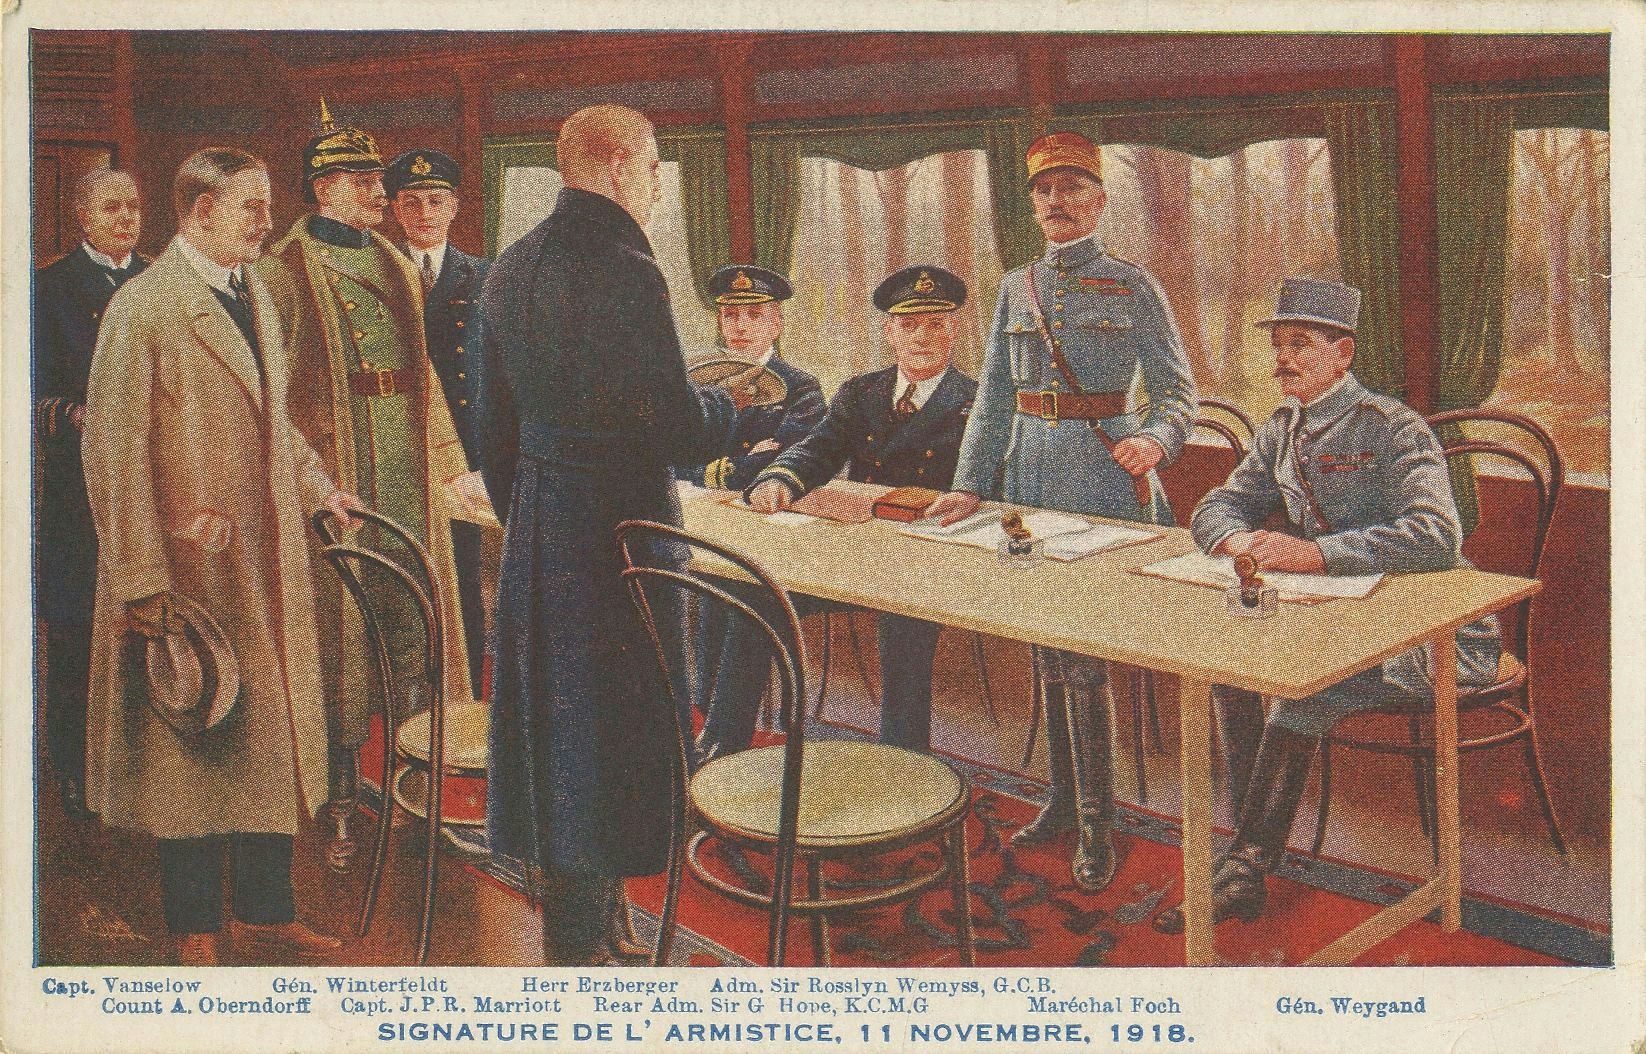 Capt. Vanselow Gén. Winterfeldt Herr Erzberger Adm. Sir Rosslyn Wemyss, G.C.B.
Count A. Oberndorff Capt. J.P.R. Marriott Rear Adm. Sir G Hope, K.C.M.G Maréchal Foch Gén. Weygand
SIGNATURE DE L' ARMISTICE, 11 NOVEMBRE, 1918.